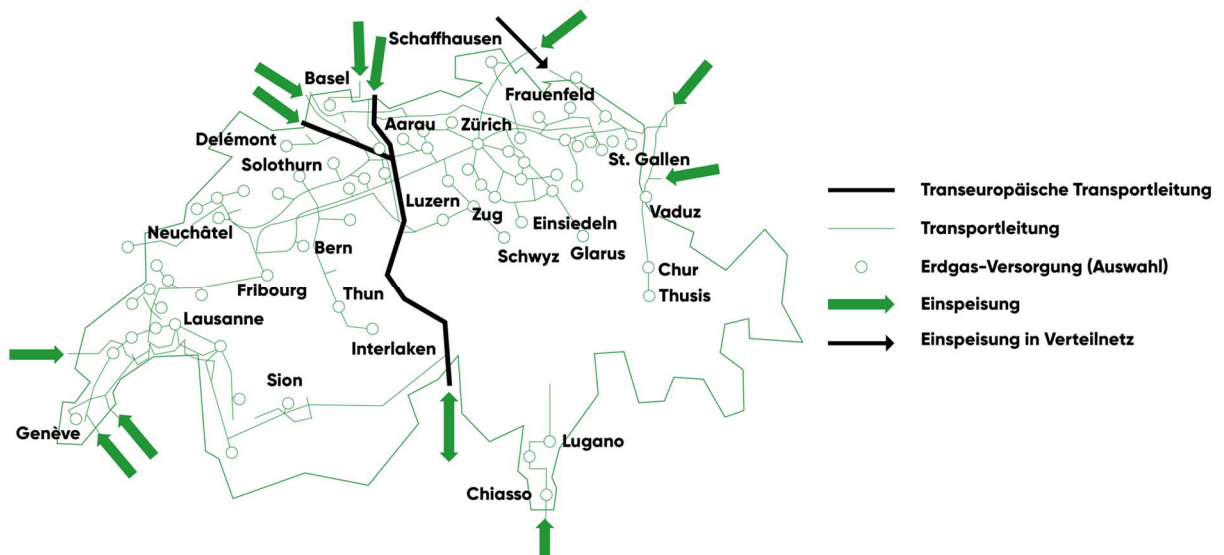 Schaffhausen
Basel
Frauenfeld
Delémont
Aarau
Zürich
Solothurn
St. Gallen
Luzern
Zug
Einsiedeln
Vaduz
Neuchâtel
Bern
Schwyz
Glarus
Chur
Fribourg
Thun
Thusis
Lausanne
Interlaken
Sion
Genève
Lugano
Chiasso
Transeuropäische Transportleitung
Transportleitung
Erdgas-Versorgung (Auswahl)
Einspeisung
Einspeisung in Verteilnetz